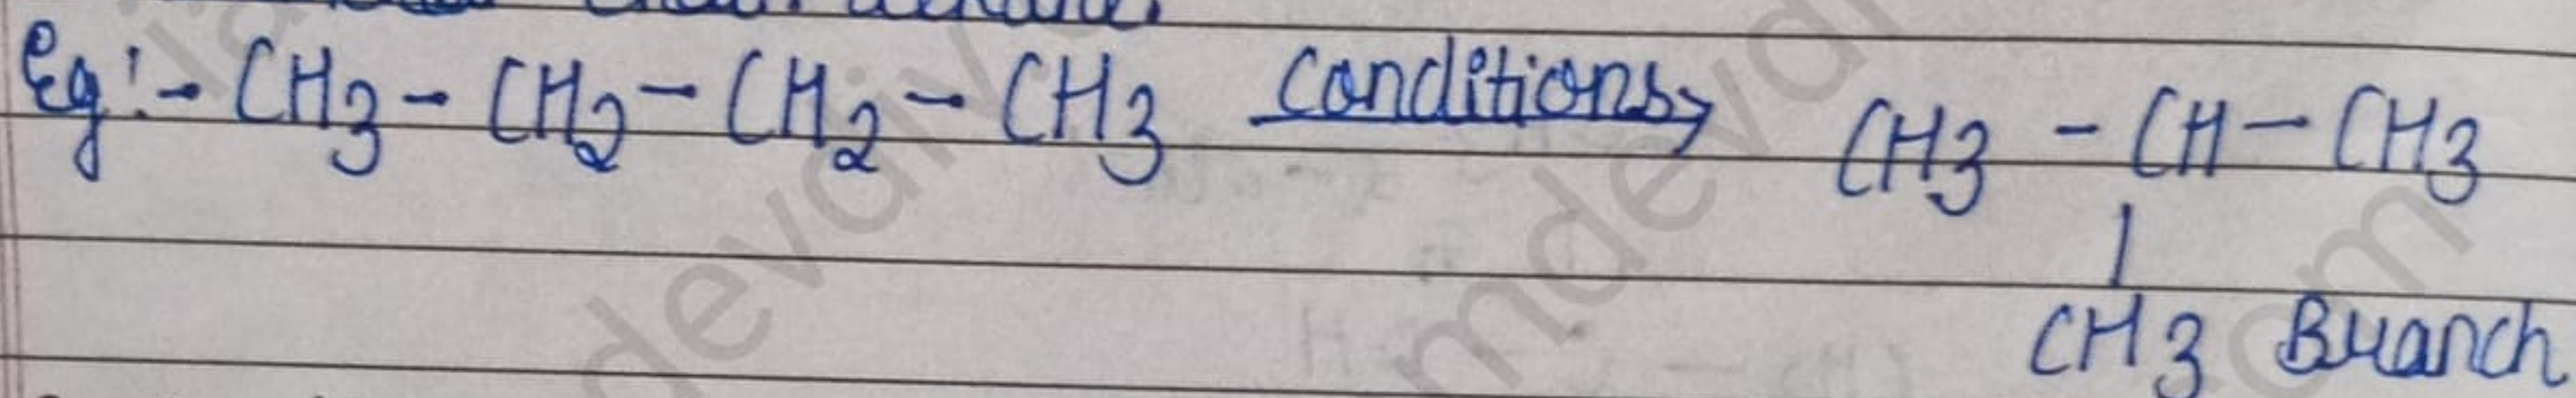 Eg:- CH3 - CH2 - CH2 - CH3 conditions→ CH3 - CH - CH3
|
CH3 Branch